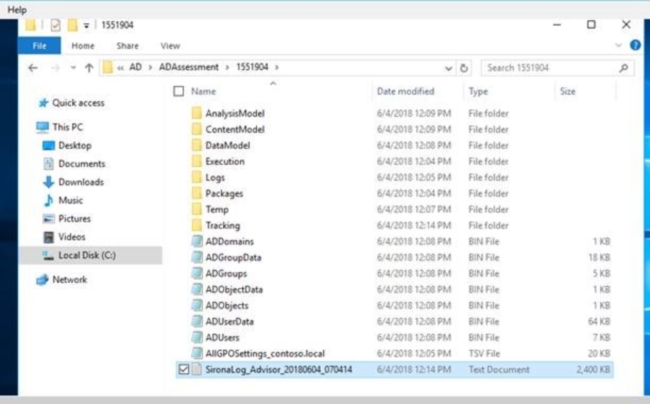 Help
1551904
File Home Share View
« AD > ADAssessment > 1551904 > Search 1551904
Name Date modified Type Size
Quick access
This PC
Desktop
Documents
Downloads
Music
Pictures
Videos
Local Disk (C:)
Network
AnalysisModel 6/4/2018 12:09 PM File folder
ContentModel 6/4/2018 12:09 PM File folder
DataModel 6/4/2018 12:08 PM File folder
Execution 6/4/2018 12:04 PM File folder
Logs 6/4/2018 12:05 PM File folder
Packages 6/4/2018 12:04 PM File folder
Temp 6/4/2018 12:07 PM File folder
Tracking 6/4/2018 12:14 PM File folder
ADDomains 6/4/2018 12:08 PM BIN File 1 KB
ADGroupData 6/4/2018 12:08 PM BIN File 18 KB
ADGroups 6/4/2018 12:08 PM BIN File 5 KB
ADObjectData 6/4/2018 12:08 PM BIN File 1 KB
ADObjects 6/4/2018 12:08 PM BIN File 1 KB
ADUserData 6/4/2018 12:08 PM BIN File 64 KB
ADUsers 6/4/2018 12:08 PM BIN File 7 KB
AllGPOSettings_contoso.local 6/4/2018 12:05 PM TSV File 20 KB
SironaLog_Advisor_20180604_070414 6/4/2018 12:14 PM Text Document 2,400 KB